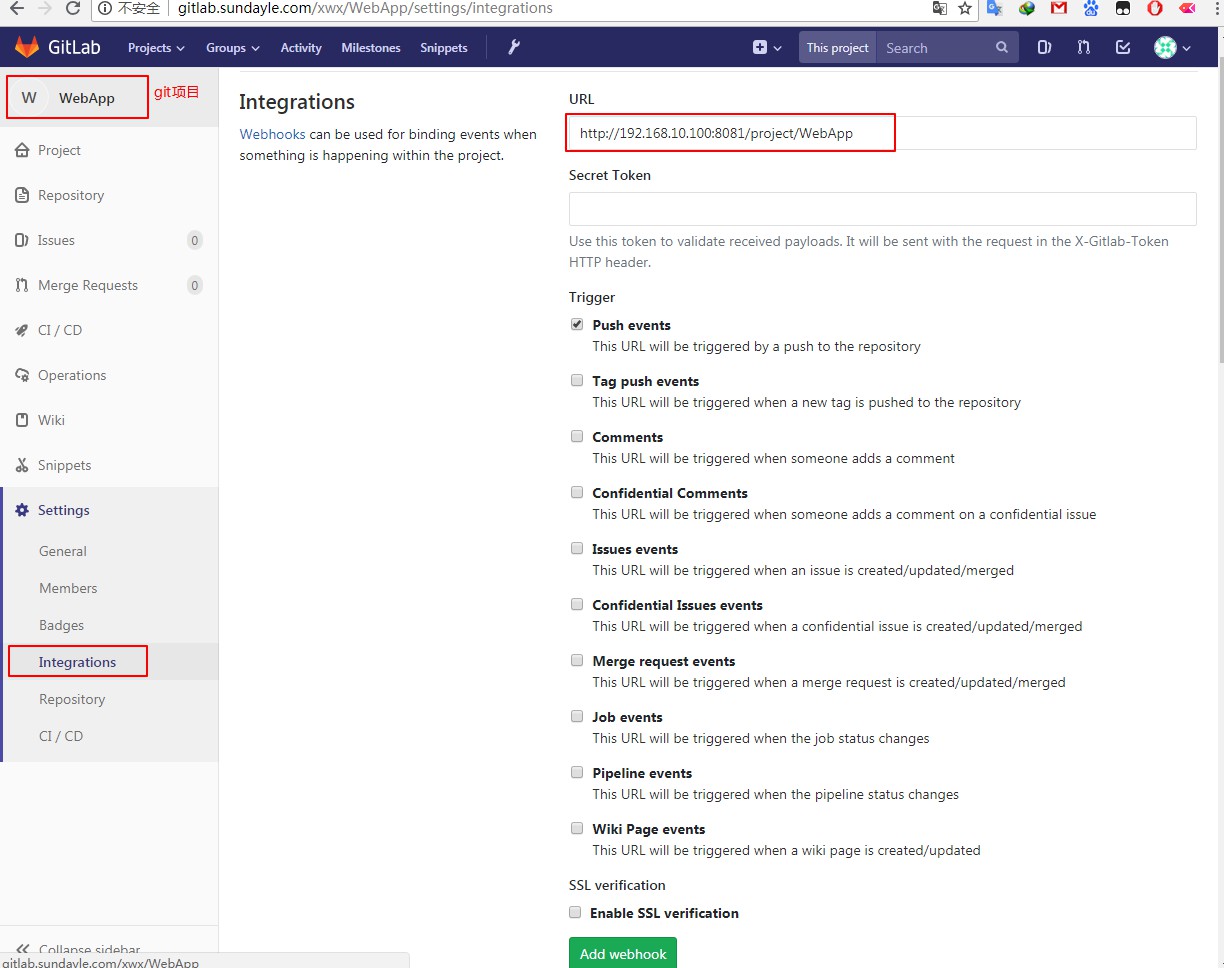 不安全 gitlab.sundayle.com/xwx/WebApp/settings/integrations
GitLab Projects Groups Activity Milestones Snippets This project Search
W WebApp git项目
Project
Repository
Issues 0
Merge Requests 0
CI / CD
Operations
Wiki
Snippets
Settings
General
Members
Badges
Integrations
Repository
CI / CD
Collapse sidebar
gitlab.sundayle.com/xwx/WebApp
Integrations
Webhooks can be used for binding events when
something is happening within the project.
URL
http://192.168.10.100:8081/project/WebApp
Secret Token
Use this token to validate received payloads. It will be sent with the request in the X-Gitlab-Token
HTTP header.
Trigger
Push events
This URL will be triggered by a push to the repository
Tag push events
This URL will be triggered when a new tag is pushed to the repository
Comments
This URL will be triggered when someone adds a comment
Confidential Comments
This URL will be triggered when someone adds a comment on a confidential issue
Issues events
This URL will be triggered when an issue is created/updated/merged
Confidential Issues events
This URL will be triggered when a confidential issue is created/updated/merged
Merge request events
This URL will be triggered when a merge request is created/updated/merged
Job events
This URL will be triggered when the job status changes
Pipeline events
This URL will be triggered when the pipeline status changes
Wiki Page events
This URL will be triggered when a wiki page is created/updated
SSL verification
Enable SSL verification
Add webhook